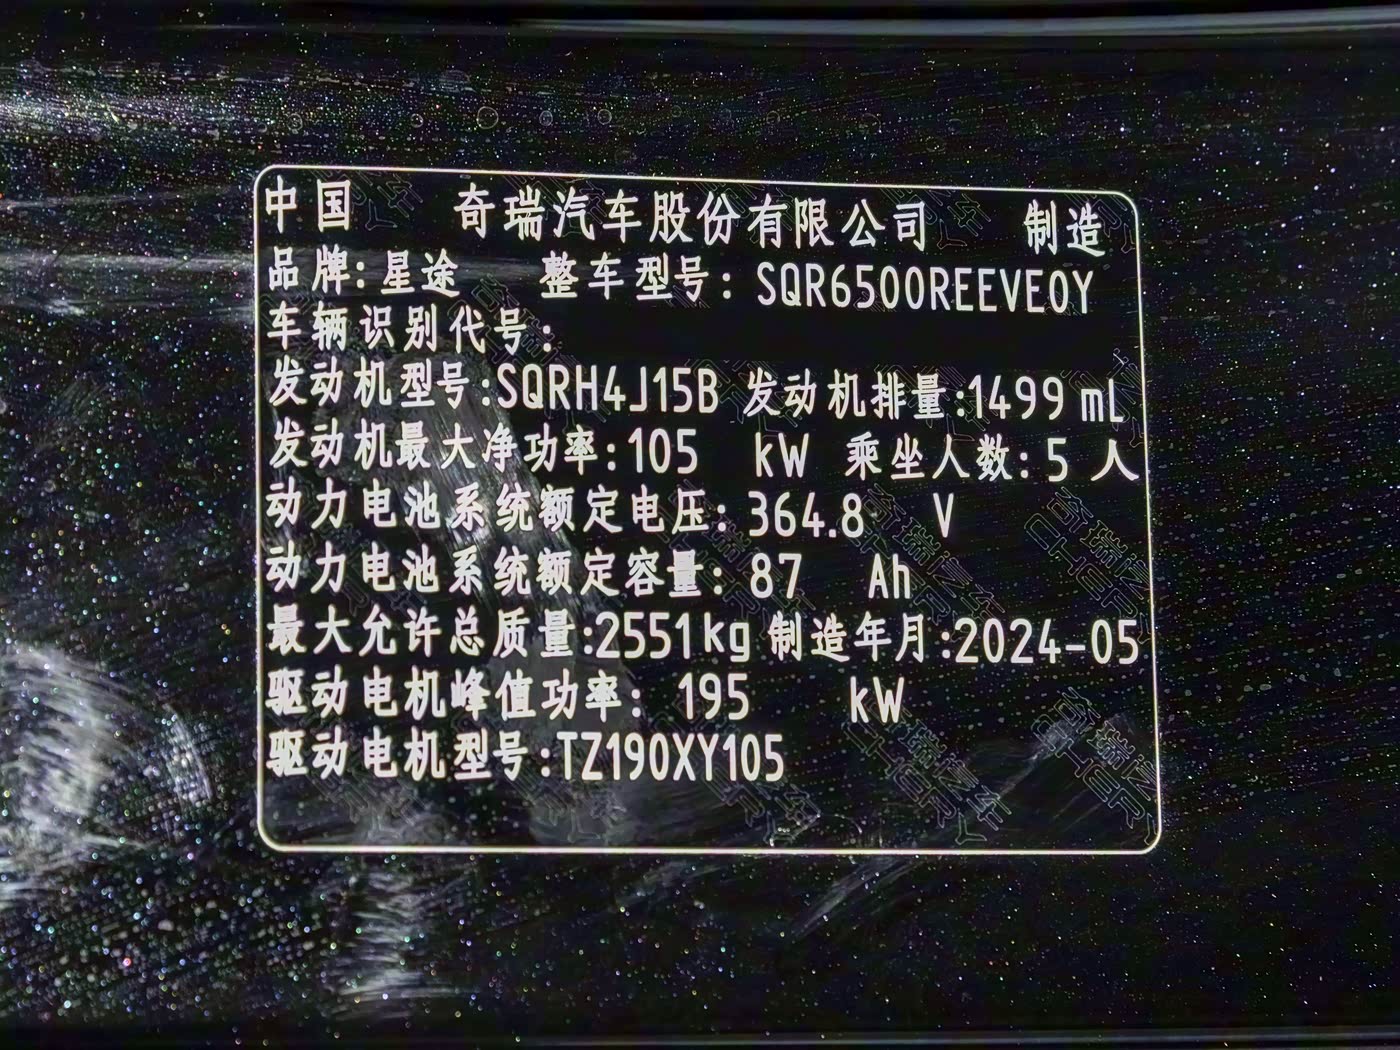 中国 奇瑞汽车股份有限公司 制造
品牌:星途 整车型号:SQR6500REEVE0Y
车辆识别代号:
发动机型号:SQRH4J15B 发动机排量:1499 mL
发动机最大净功率:105 kW 乘坐人数:5 人
动力电池系统额定电压:364.8 V
动力电池系统额定容量:87 Ah
最大允许总质量:2551kg 制造年月:2024-05
驱动电机峰值功率:195 kW
驱动电机型号:TZ190XY105